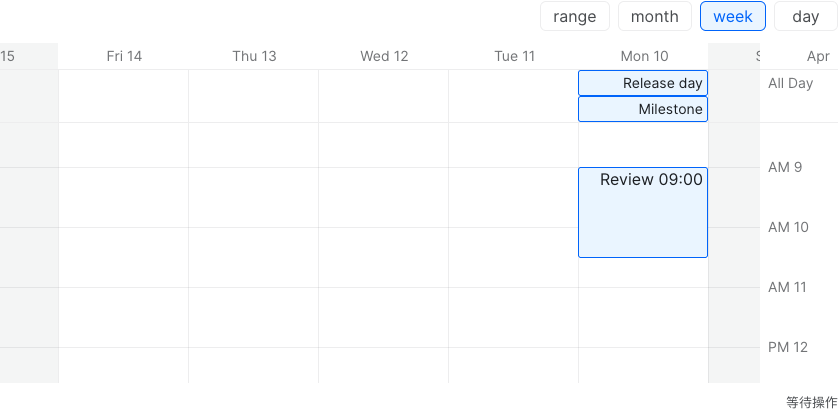 range month week day
15 Fri 14 Thu 13 Wed 12 Tue 11 Mon 10 Apr
Release day All Day
Milestone
AM 9
Review 09:00
AM 10
AM 11
PM 12
等待操作